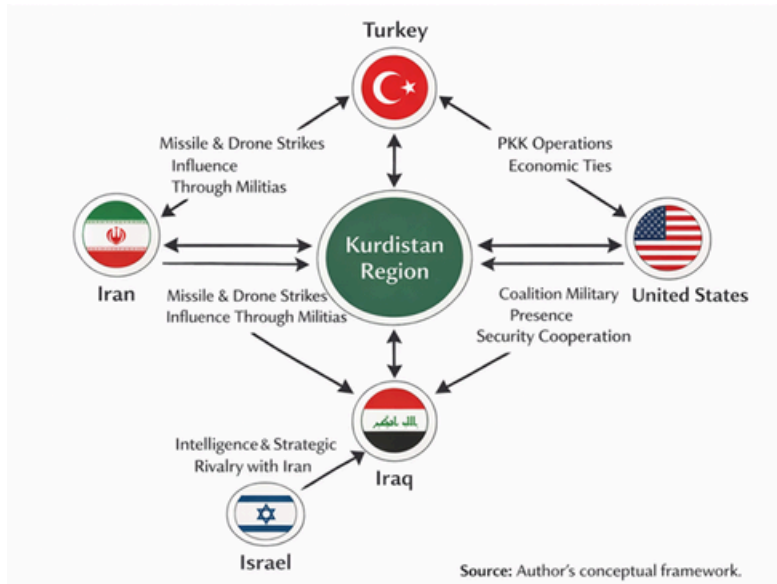 Turkey
Missile & Drone Strikes
Influence
Through Militias
PKK Operations
Economic Ties
Kurdistan
Region
Iran
United States
Missile & Drone Strikes
Influence Through Militias
Coalition Military
Presence
Security Cooperation
Intelligence & Strategic
Rivalry with Iran
Iraq
Israel
Source: Author's conceptual framework.